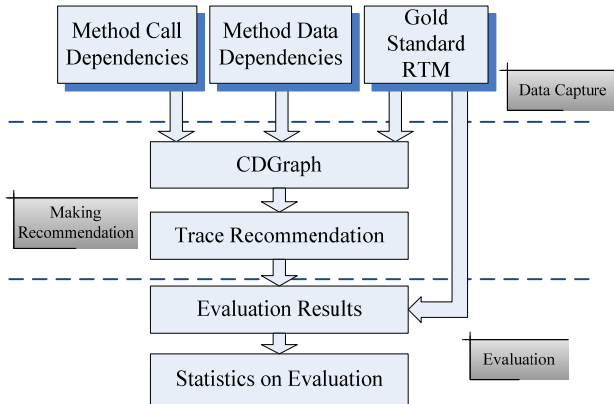 Method Call
Dependencies
Method Data
Dependencies
Gold
Standard
RTM
Data Capture
CDGraph
Making
Recommendation
Trace Recommendation
Evaluation Results
Evaluation
Statistics on Evaluation